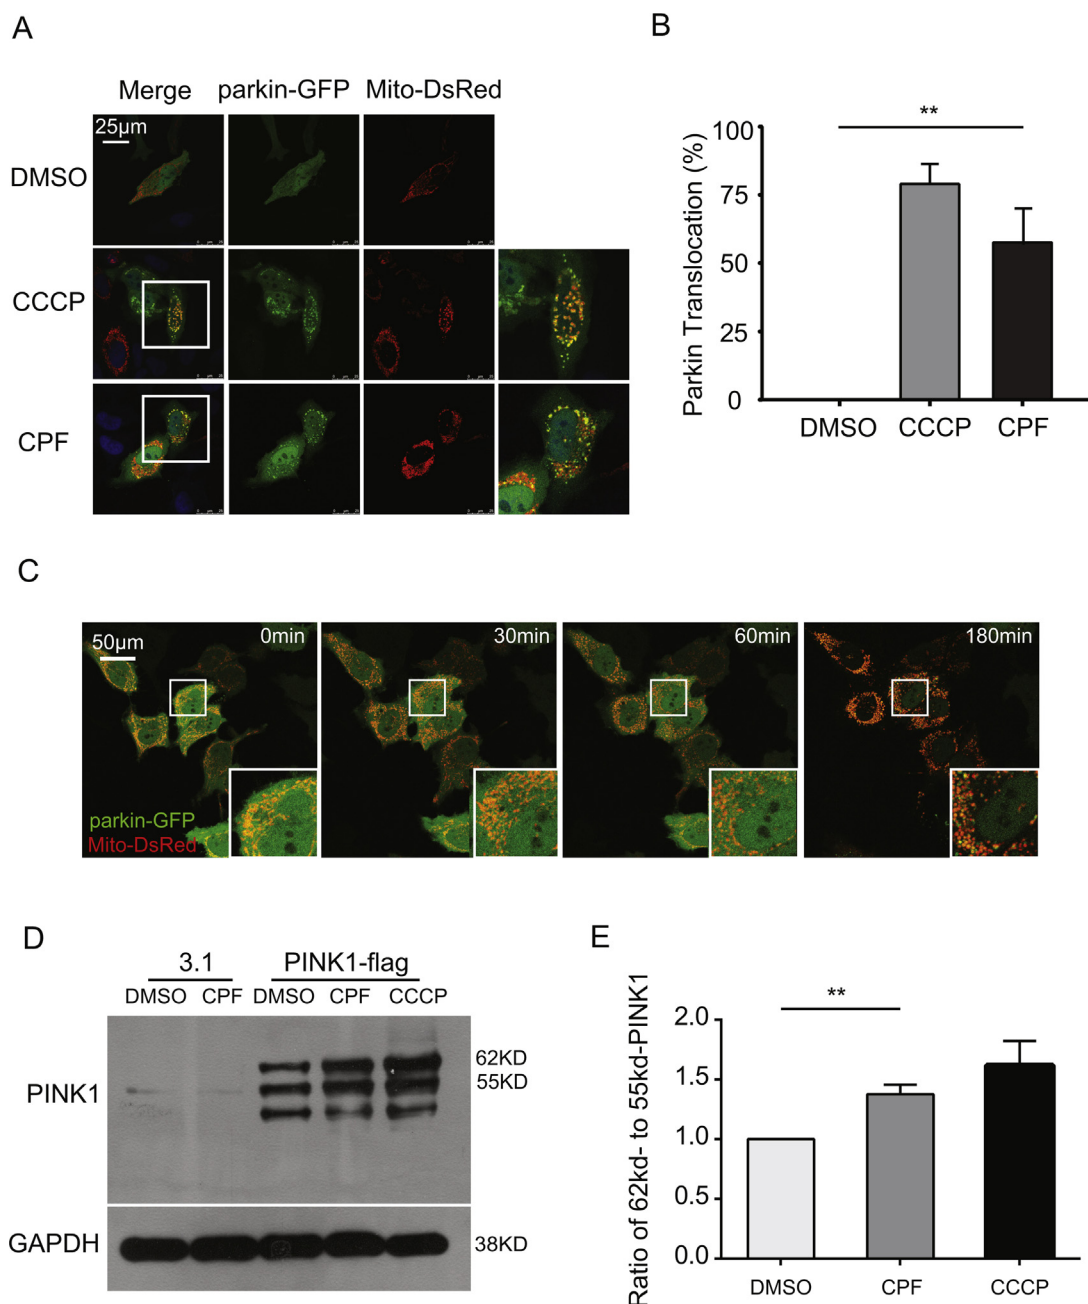 A
Merge parkin-GFP Mito-DsRed
25μm
DMSO
CCCP
CPF
B
Parkin Translocation (%)
100
75
50
25
0
**
DMSO CCCP CPF
C
50μm
0min
30min
60min
180min
parkin-GFP
Mito-DsRed
D
3.1 PINK1-flag
DMSO CPF DMSO CPF CCCP
PINK1
62KD
55KD
GAPDH
38KD
E
Ratio of 62kd- to 55kd-PINK1
2.0
1.5
1.0
0.5
0.0
**
DMSO CPF CCCP